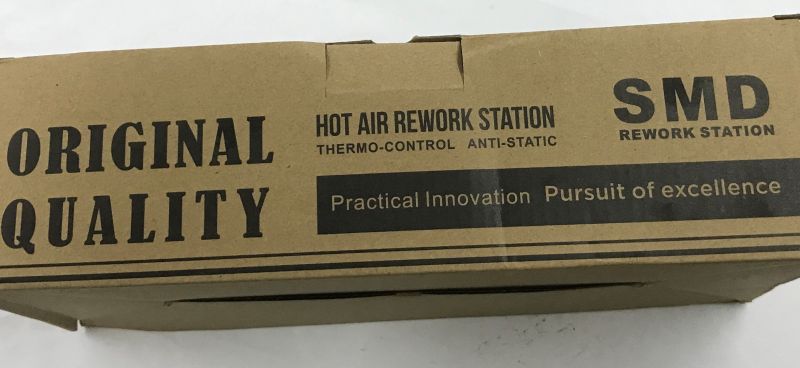 ORIGINAL
QUALITY
HOT AIR REWORK STATION
THERMO-CONTROL ANTI-STATIC
Practical Innovation Pursuit of excellence
SMD
REWORK STATION